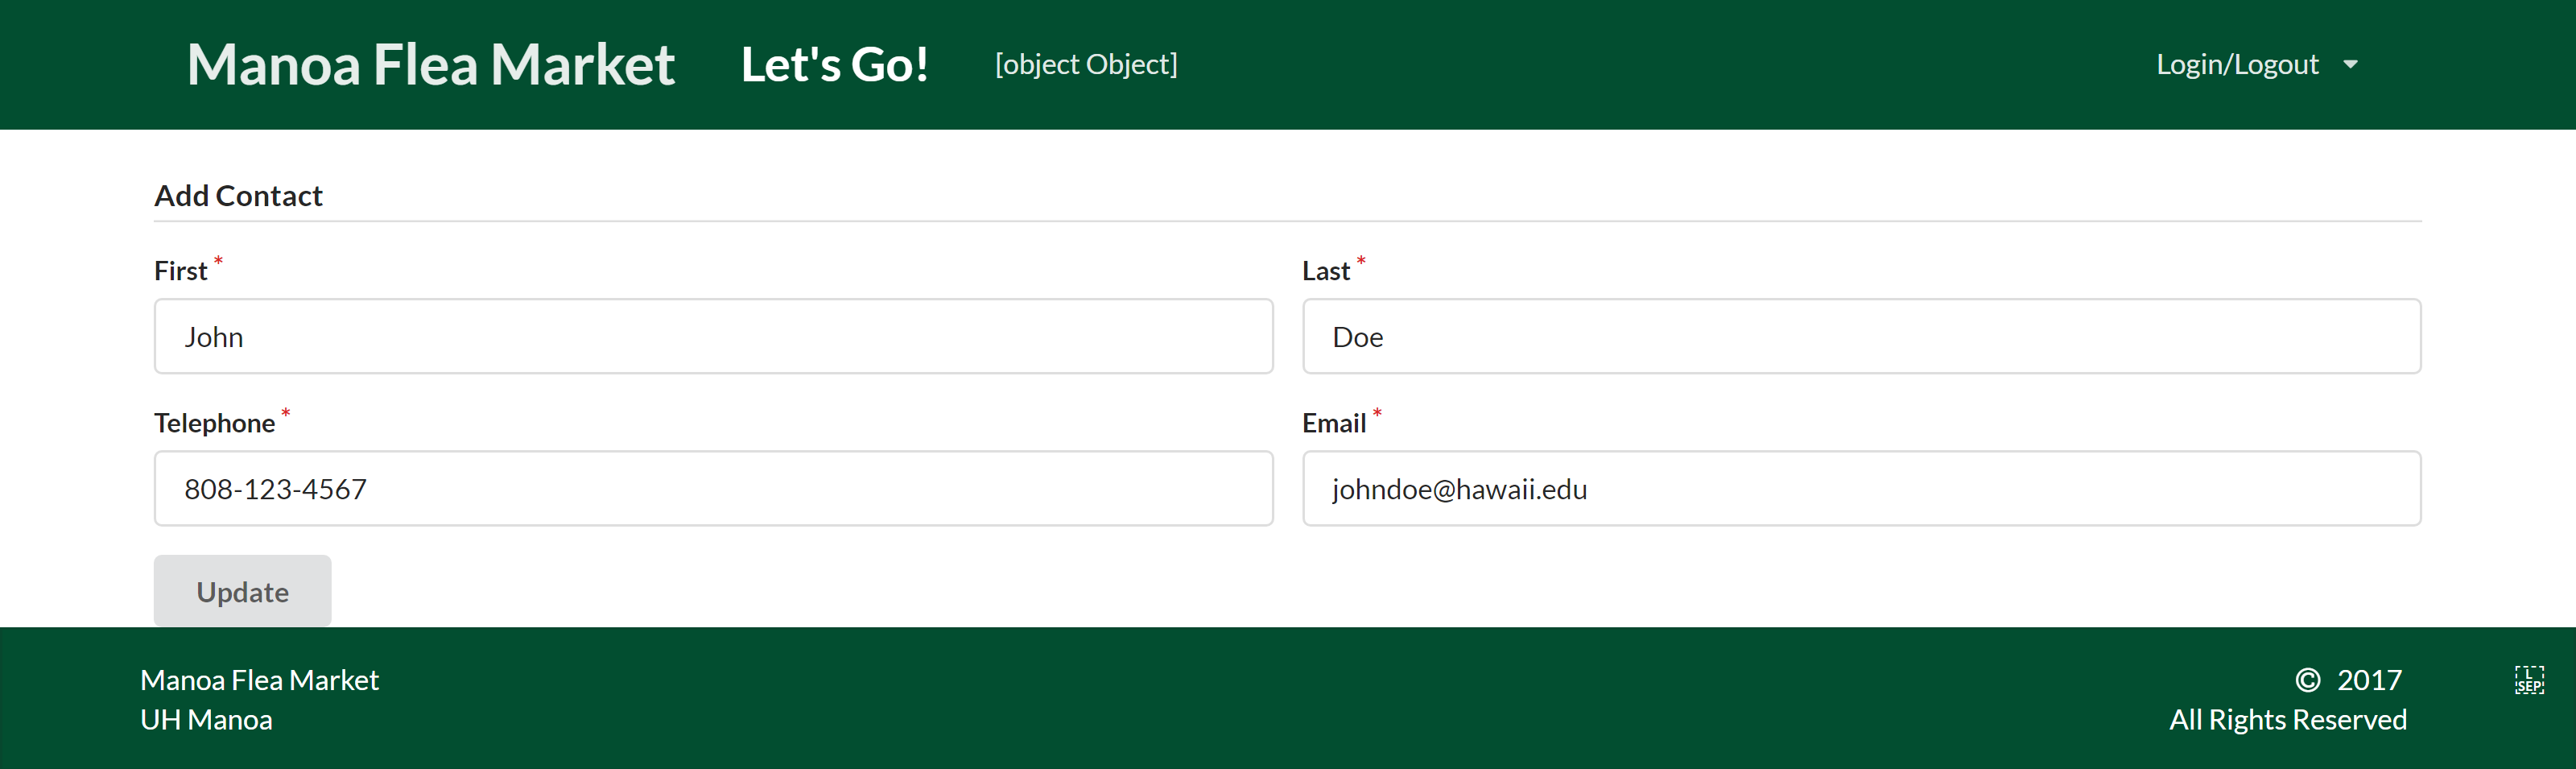 Manoa Flea Market Let's Go! [object Object] Login/Logout
Add Contact
First * Last *
John Doe
Telephone * Email *
808-123-4567 johndoe@hawaii.edu
Update
Manoa Flea Market © 2017 L SEP
UH Manoa All Rights Reserved